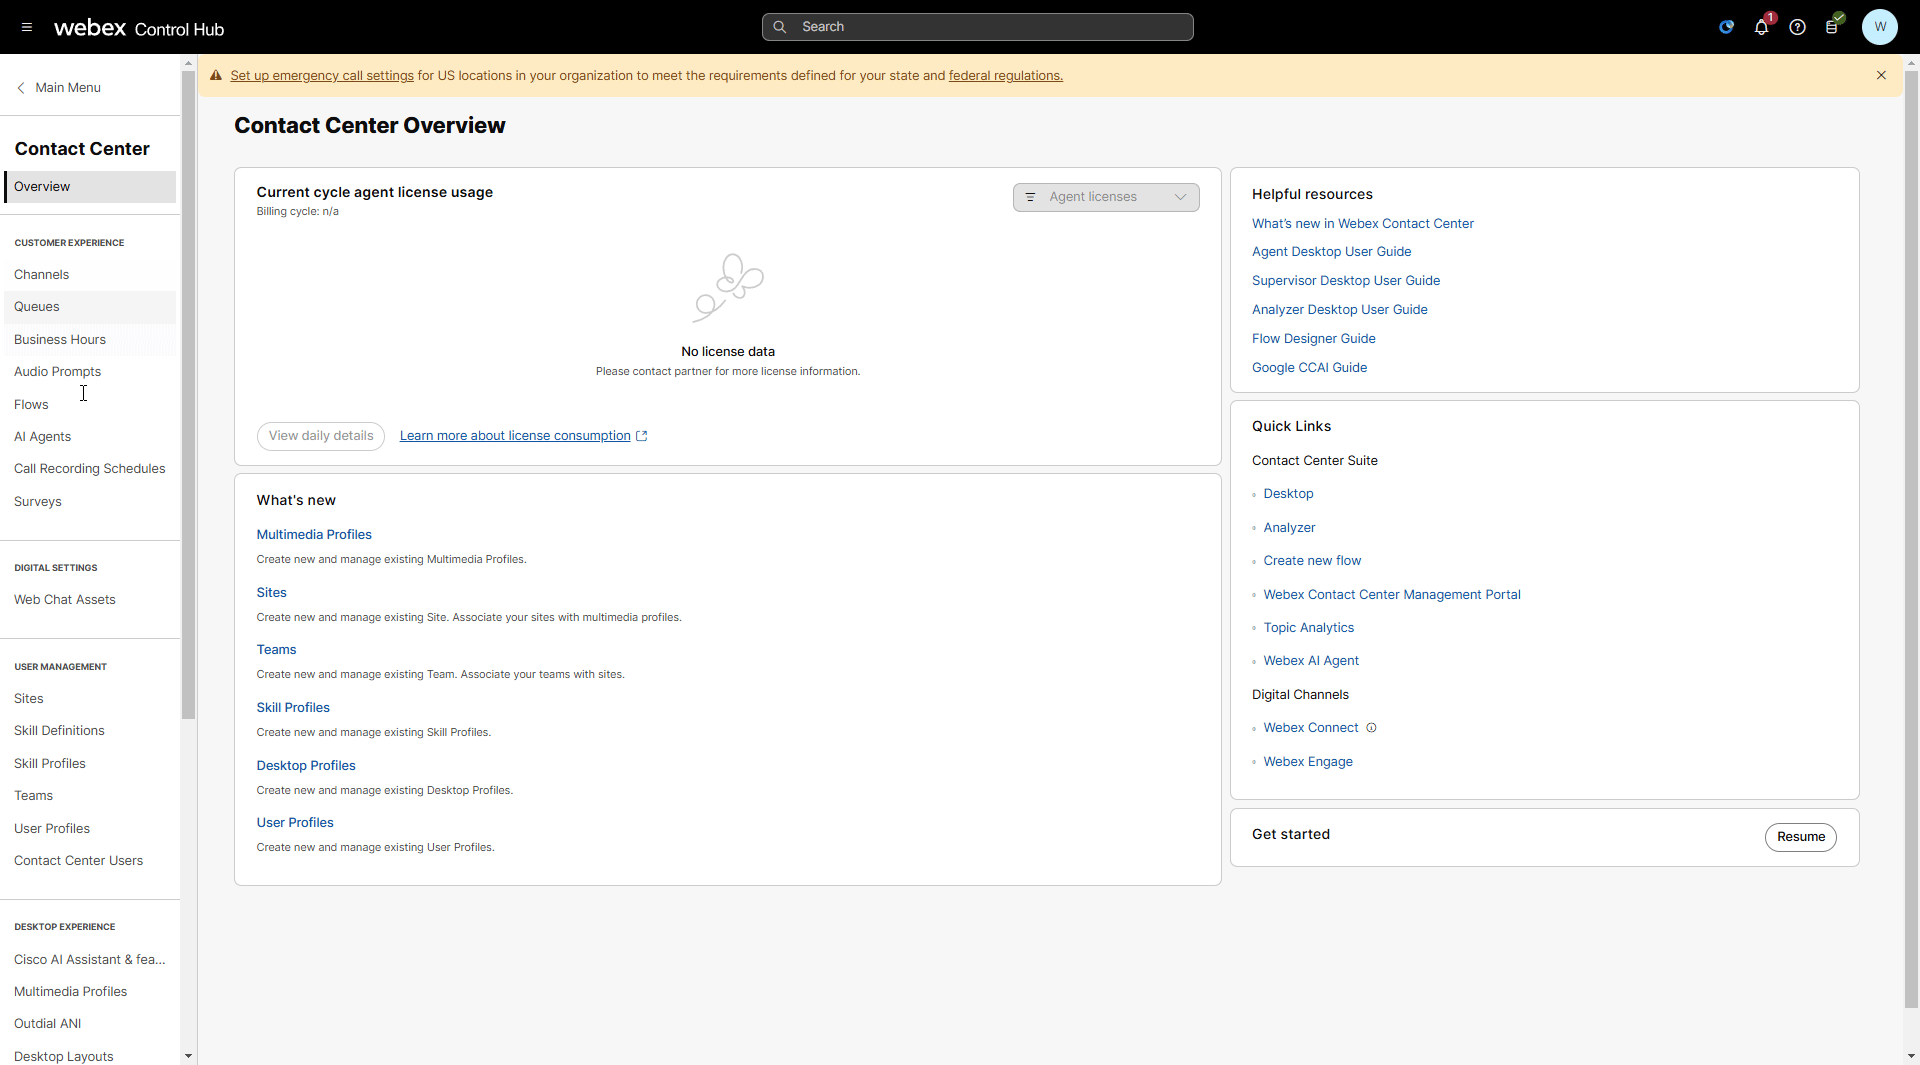 webex Control Hub
Search
1
W
Main Menu
Set up emergency call settings for US locations in your organization to meet the requirements defined for your state and federal regulations.
Contact Center
Overview
CUSTOMER EXPERIENCE
Channels
Queues
Business Hours
Audio Prompts
Flows
AI Agents
Call Recording Schedules
Surveys
DIGITAL SETTINGS
Web Chat Assets
USER MANAGEMENT
Sites
Skill Definitions
Skill Profiles
Teams
User Profiles
Contact Center Users
DESKTOP EXPERIENCE
Cisco AI Assistant & fea...
Multimedia Profiles
Outdial ANI
Desktop Layouts
Contact Center Overview
Current cycle agent license usage
Billing cycle: n/a
Agent licenses
No license data
Please contact partner for more license information.
View daily details
Learn more about license consumption
What's new
Multimedia Profiles
Create new and manage existing Multimedia Profiles.
Sites
Create new and manage existing Site. Associate your sites with multimedia profiles.
Teams
Create new and manage existing Team. Associate your teams with sites.
Skill Profiles
Create new and manage existing Skill Profiles.
Desktop Profiles
Create new and manage existing Desktop Profiles.
User Profiles
Create new and manage existing User Profiles.
Helpful resources
What's new in Webex Contact Center
Agent Desktop User Guide
Supervisor Desktop User Guide
Analyzer Desktop User Guide
Flow Designer Guide
Google CCAI Guide
Quick Links
Contact Center Suite
Desktop
Analyzer
Create new flow
Webex Contact Center Management Portal
Topic Analytics
Webex AI Agent
Digital Channels
Webex Connect
Webex Engage
Get started
Resume